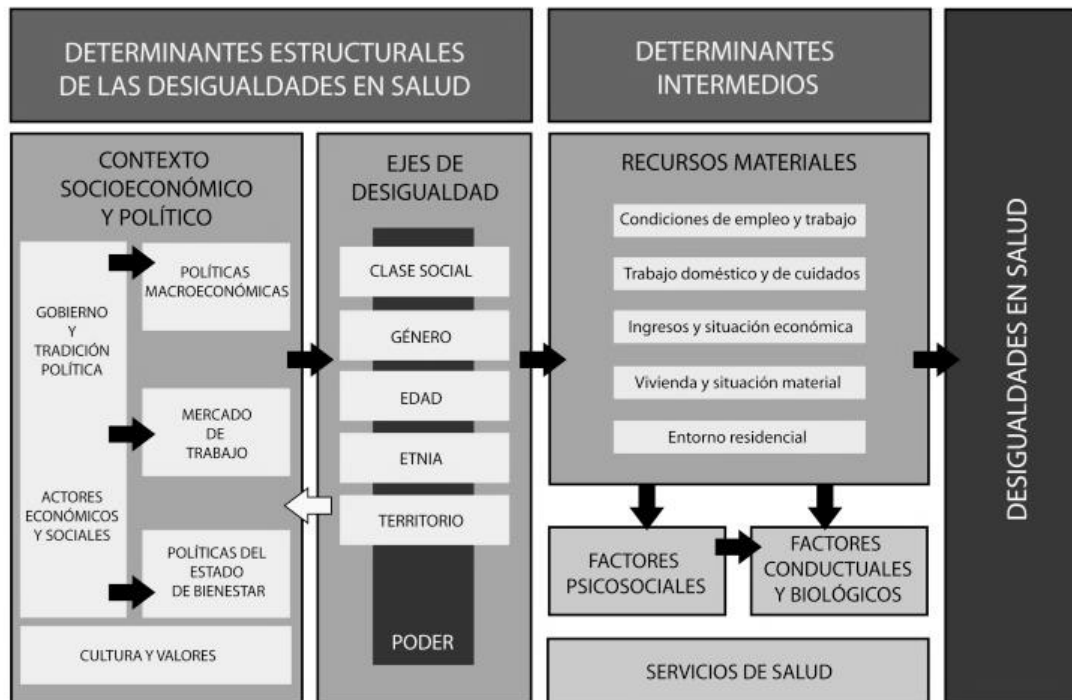 DETERMINANTES ESTRUCTURALES
DE LAS DESIGUALDADES EN SALUD
DETERMINANTES
INTERMEDIOS
CONTEXTO
SOCIOECONÓMICO
Y POLÍTICO
GOBIERNO
Y
TRADICIÓN
POLÍTICA
ACTORES
ECONÓMICOS
Y SOCIALES
POLÍTICAS
MACROECONÓMICAS
MERCADO
DE
TRABAJO
POLÍTICAS DEL
ESTADO
DE BIENESTAR
CULTURA Y VALORES
EJES DE
DESIGUALDAD
CLASE SOCIAL
GÉNERO
EDAD
ETNIA
TERRITORIO
PODER
RECURSOS MATERIALES
Condiciones de empleo y trabajo
Trabajo doméstico y de cuidados
Ingresos y situación económica
Vivienda y situación material
Entorno residencial
FACTORES
PSICOSOCIALES
FACTORES
CONDUCTUALES
Y BIOLÓGICOS
SERVICIOS DE SALUD
DESIGUALDADES EN SALUD